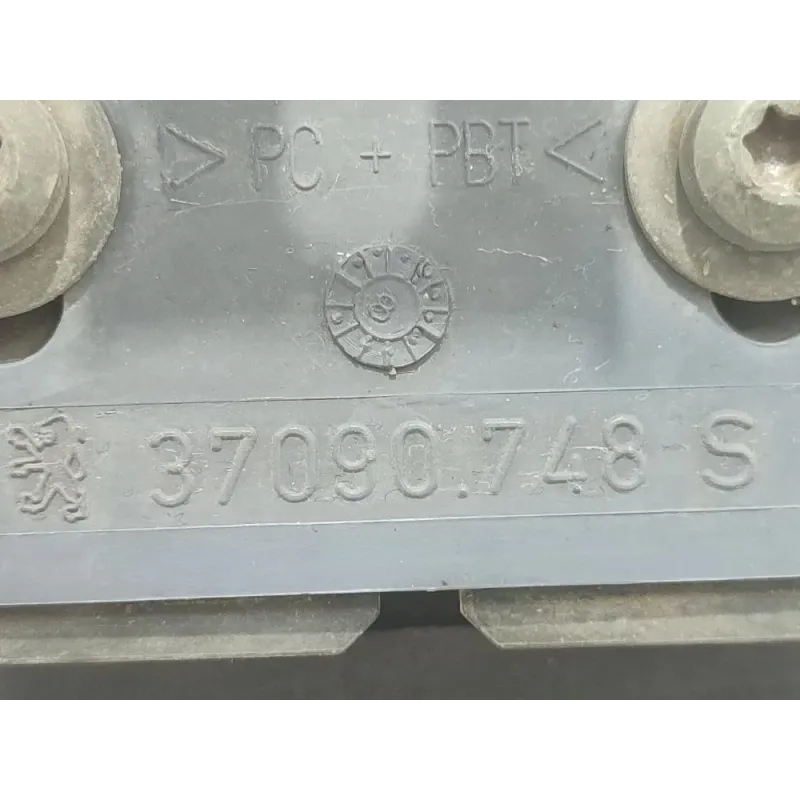 > PC + PBT <
37090.748 S